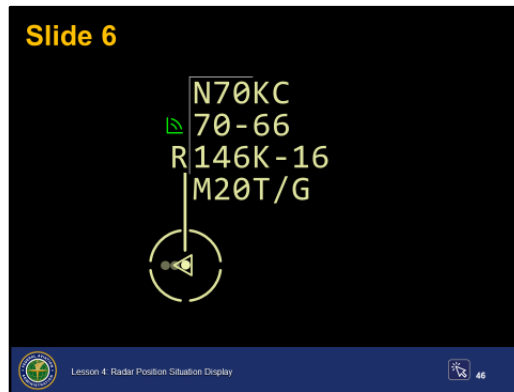 Slide 6
N70KC
70-66
R146K-16
M20T/G
Lesson 4: Radar Position Situation Display
46